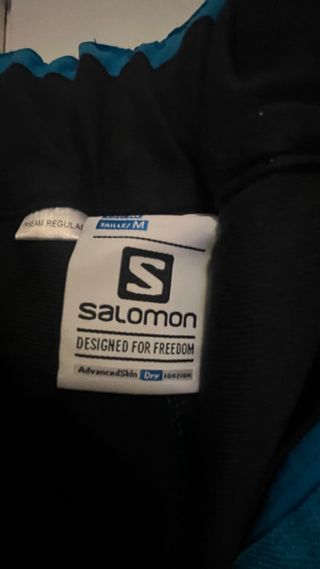 INSEAM REGULAR
TAILLE/ M
S
SALOMON
DESIGNED FOR FREEDOM
AdvancedSkin Dry